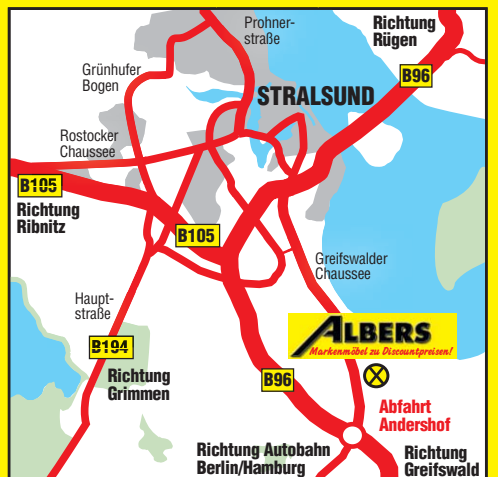 Prohner-
straße
Richtung
Rügen
Grünhufer
Bogen
B96
STRALSUND
Rostocker
Chaussee
B105
Richtung
Ribnitz
B105
Greifswalder
Chaussee
Haupt-
straße
ALBERS
Markenmöbel zu Discountpreisen!
B194
Richtung
Grimmen
B96
Abfahrt
Andershof
Richtung Autobahn
Berlin/Hamburg
Richtung
Greifswald